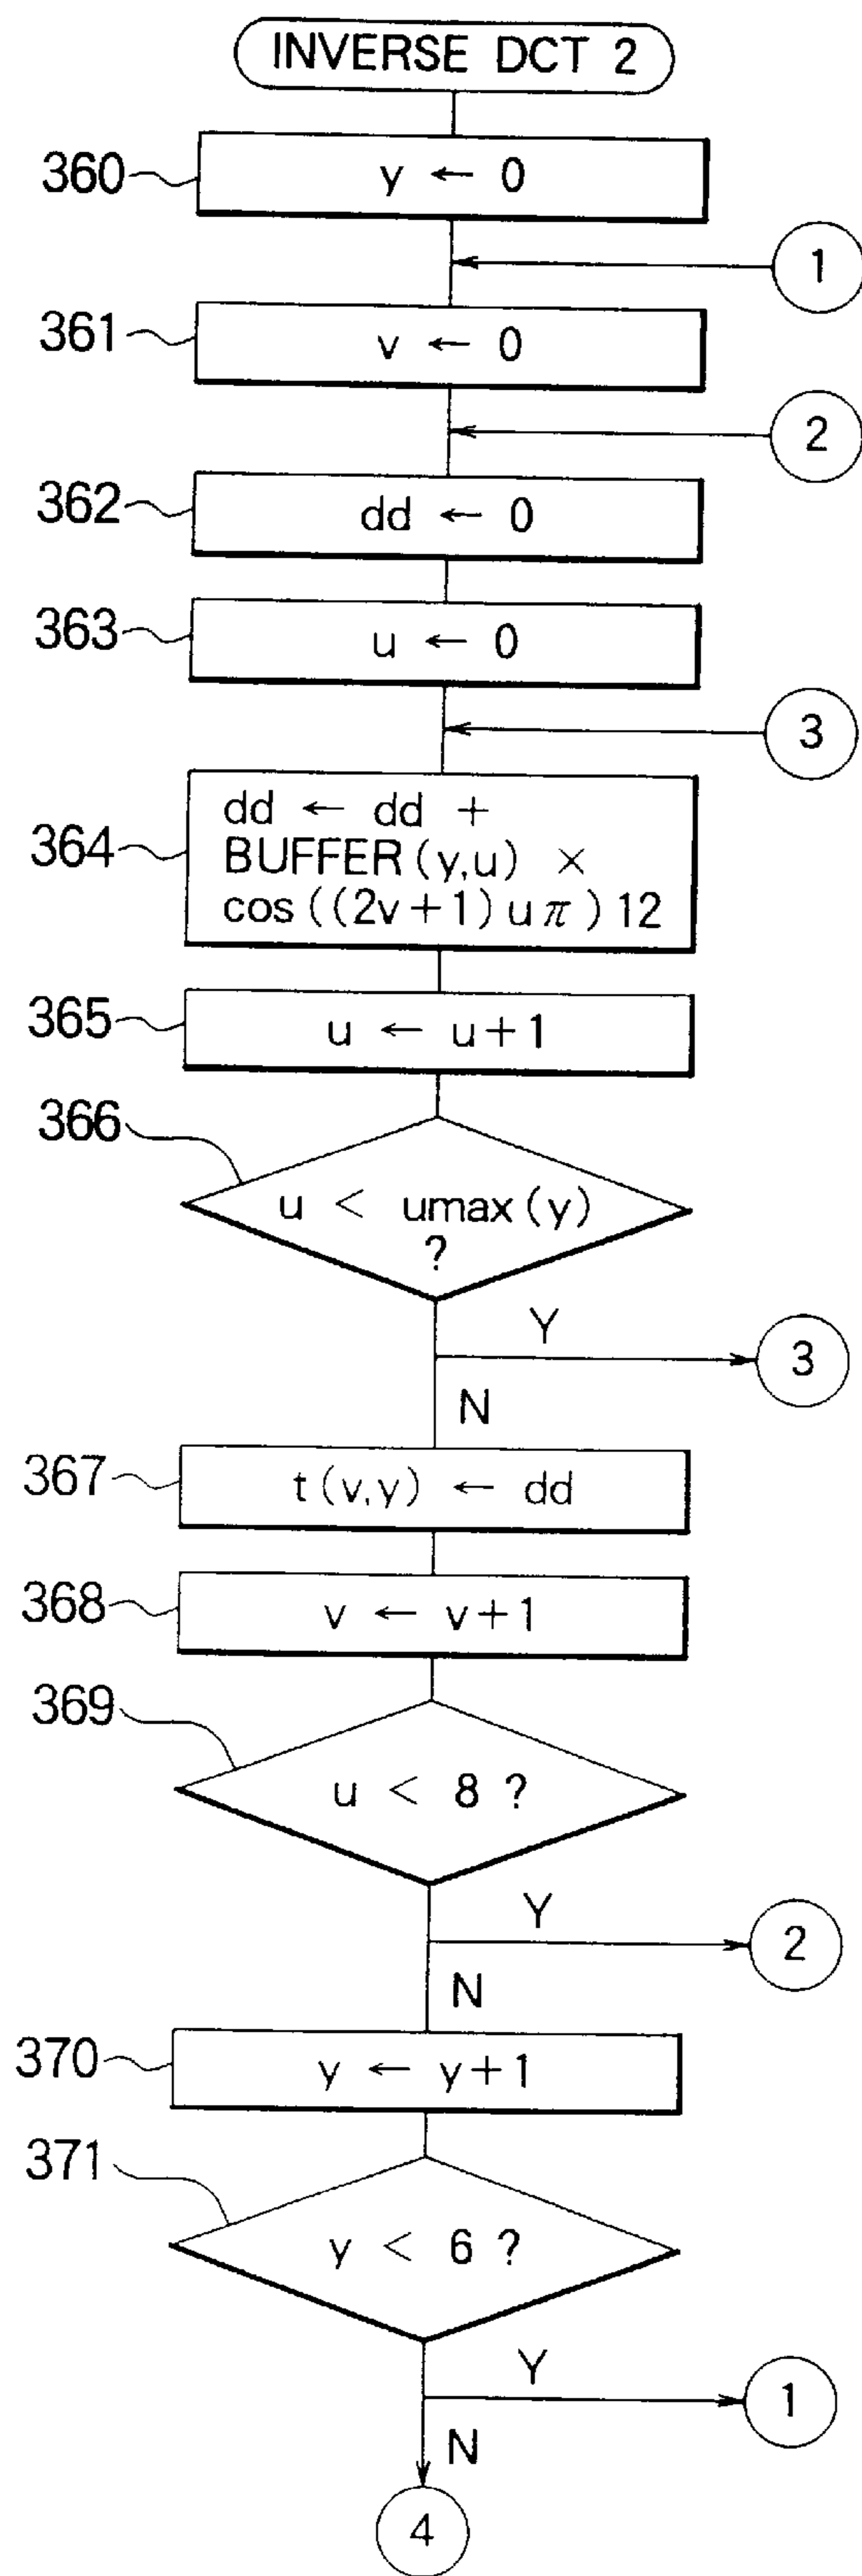 INVERSE DCT 2
360
y ← 0
1
361
v ← 0
2
362
dd ← 0
363
u ← 0
3
364
dd ← dd +
BUFFER(y,u) ×
cos((2v+1)uπ)12
365
u ← u+1
366
u < umax(y)
?
Y
3
N
367
t(v,y) ← dd
368
v ← v+1
369
u < 8 ?
Y
2
N
370
y ← y+1
371
y < 6 ?
Y
1
N
4